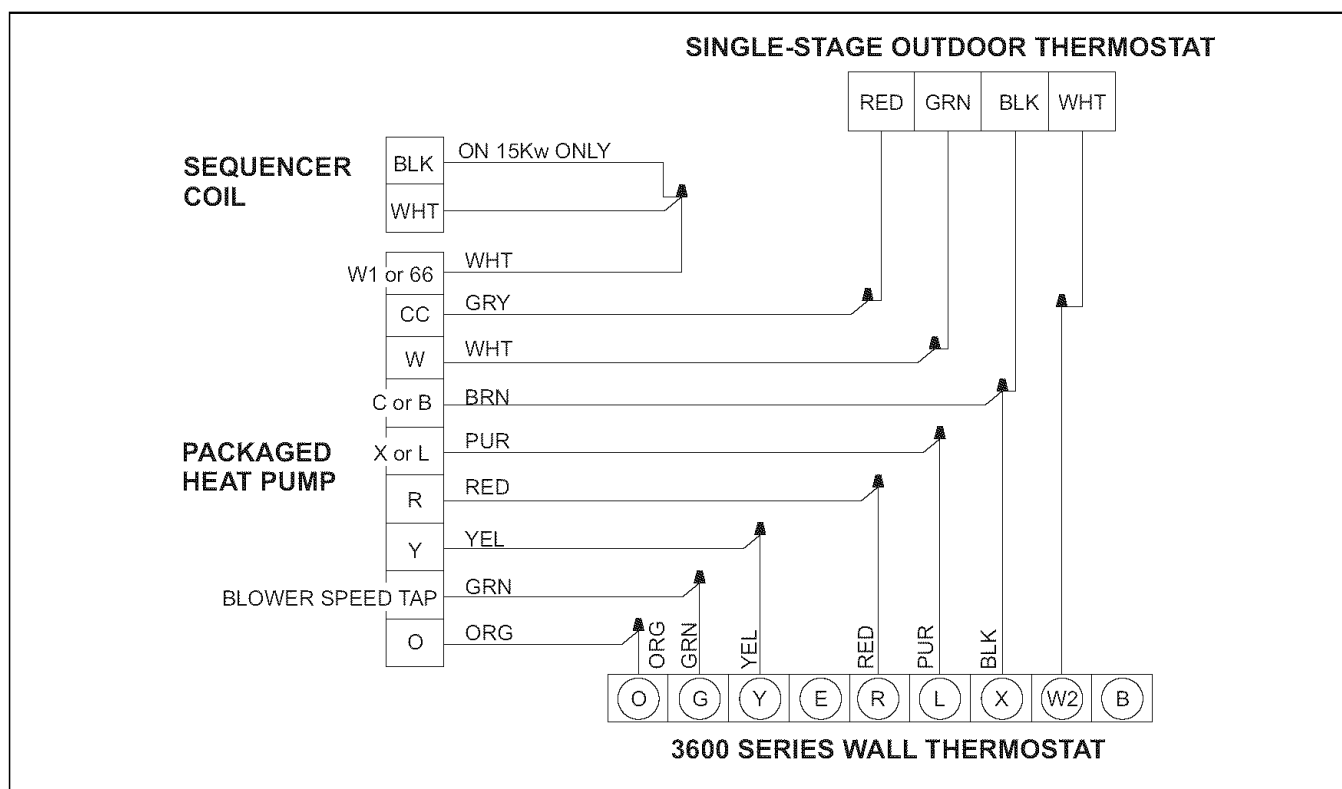 SINGLE-STAGE OUTDOOR THERMOSTAT
RED GRN BLK WHT
SEQUENCER
COIL
BLK ON 15Kw ONLY
WHT
W1 or 66 WHT
CC GRY
W WHT
C or B BRN
PACKAGED
HEAT PUMP
X or L PUR
R RED
Y YEL
BLOWER SPEED TAP GRN
O ORG
ORG GRN YEL RED PUR BLK
O G Y E R L X W2 B
3600 SERIES WALL THERMOSTAT